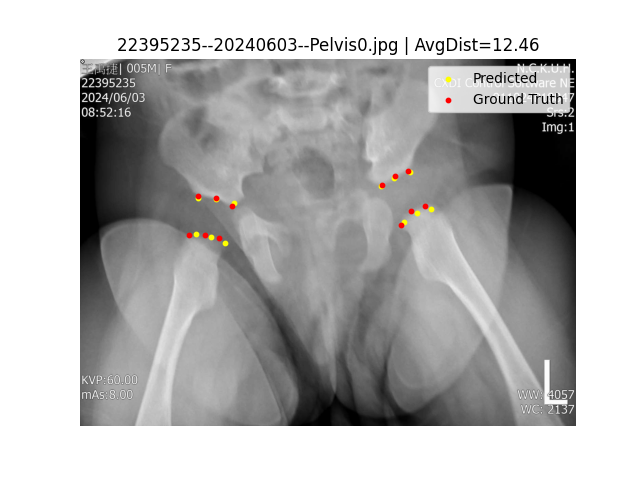 22395235--20240603--Pelvis0.jpg | AvgDist=12.46
| 005M| F
22395235
2024/06/03
08:52:16
N.C.K.U.H.
CXDI Control Software NE
Srs:2
Img:1
Predicted
Ground Truth
KVP:60.00
mAs:8.00
L
WW: 4057
WC: 2137